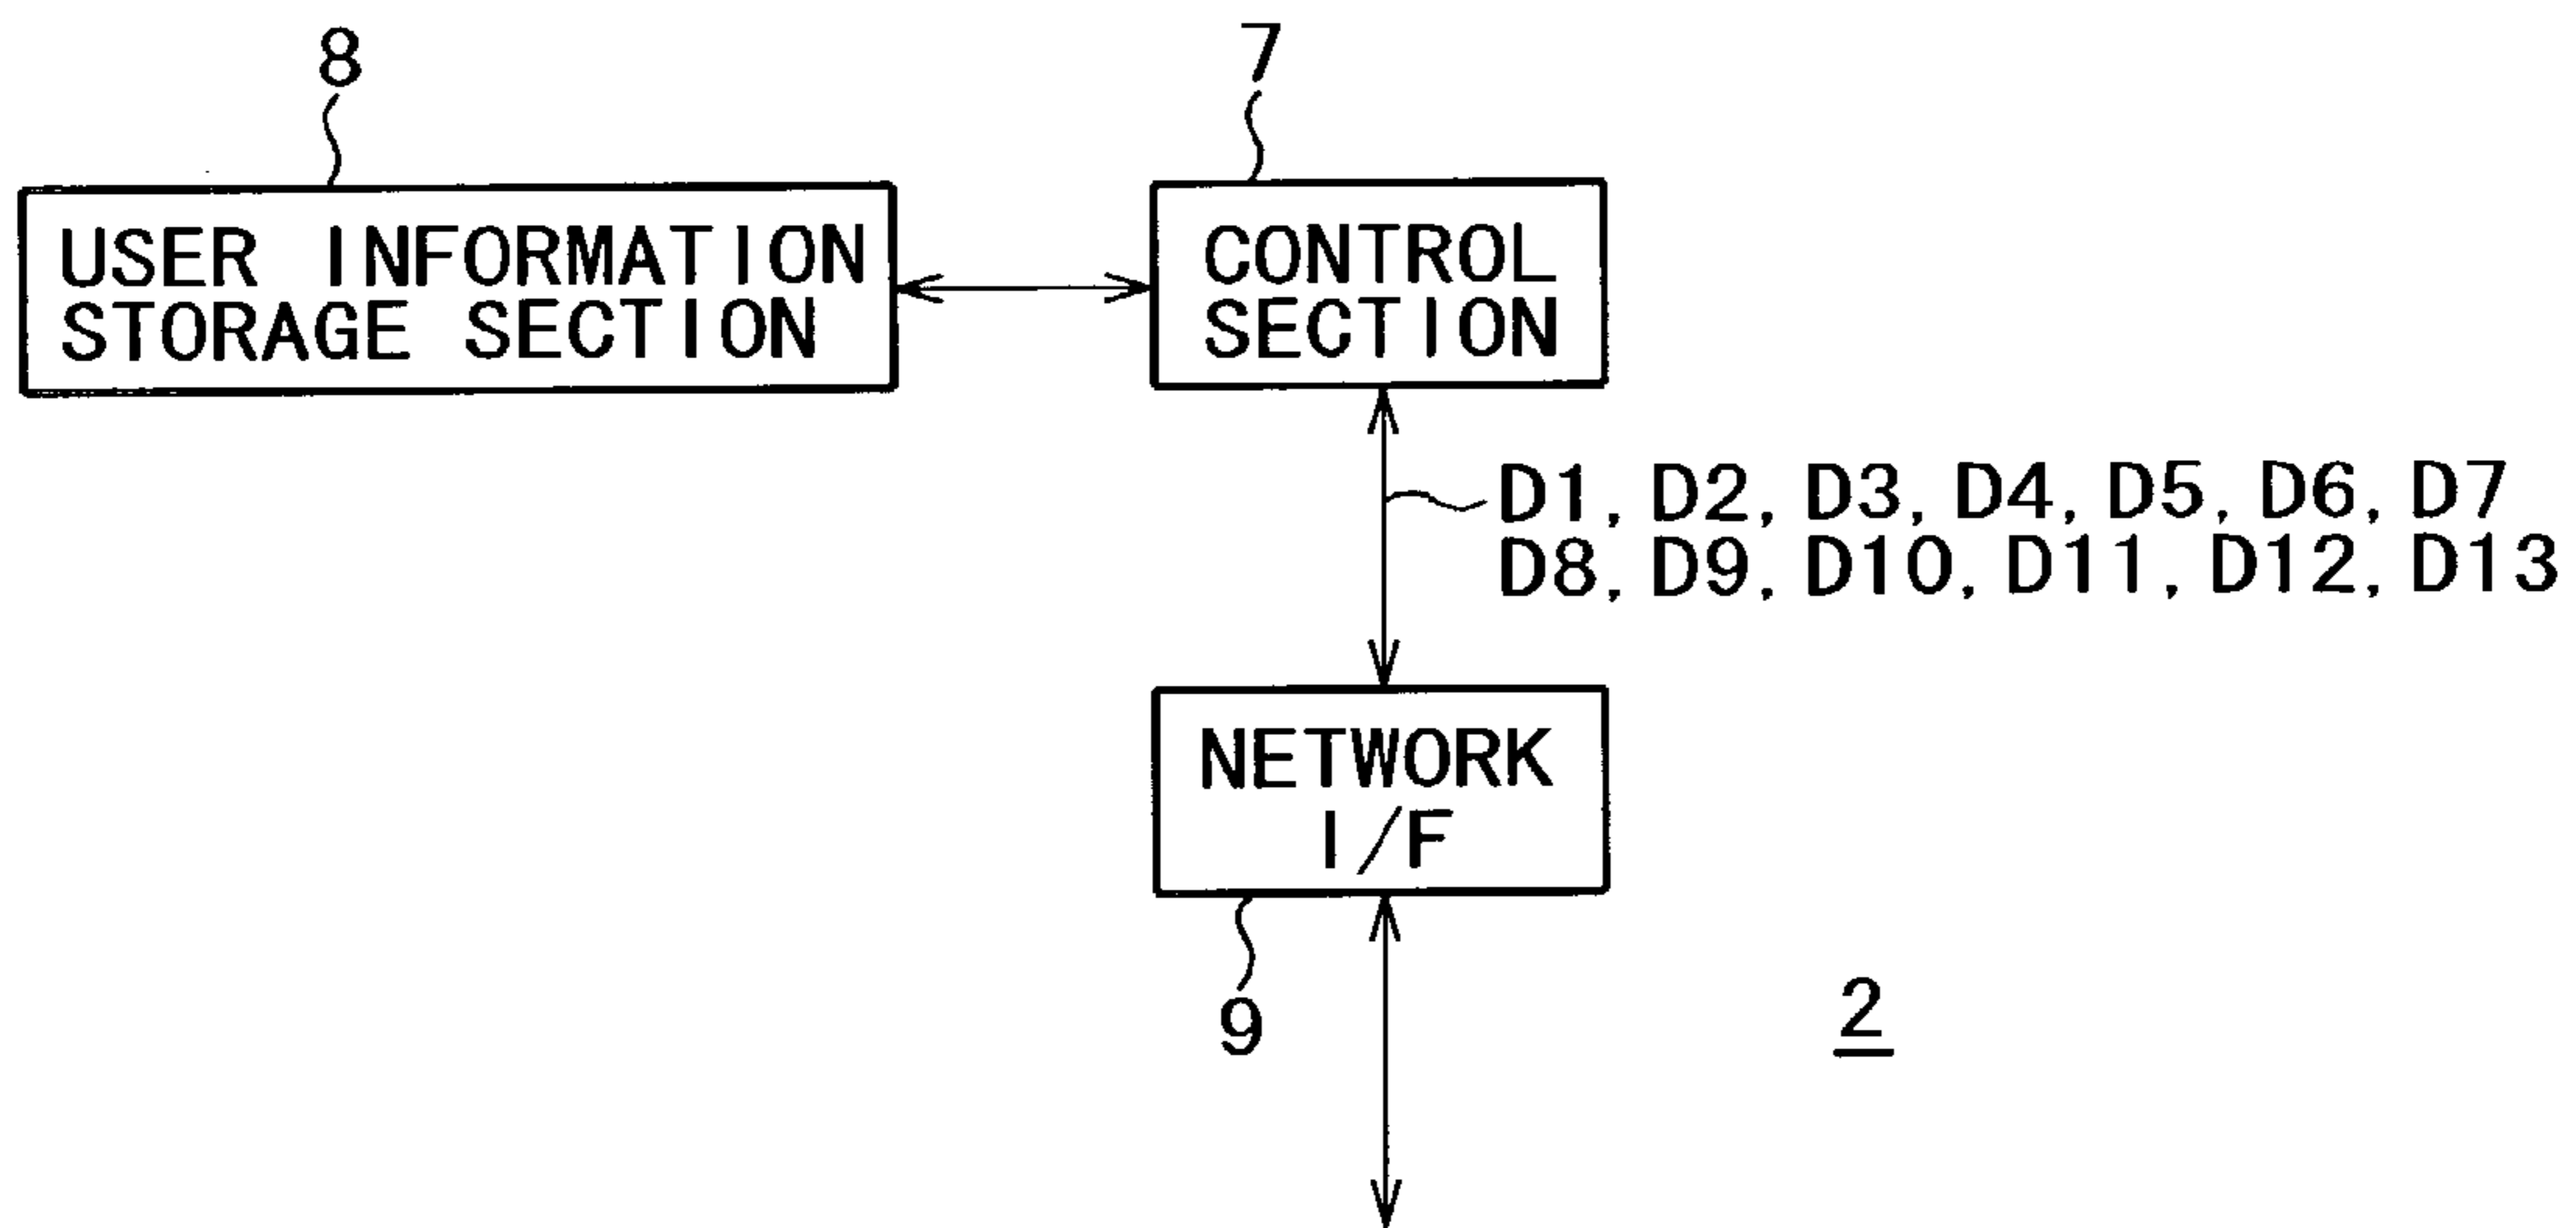 8
7
USER INFORMATION
STORAGE SECTION
CONTROL
SECTION
D1, D2, D3, D4, D5, D6, D7
D8, D9, D10, D11, D12, D13
NETWORK
I/F
9
2